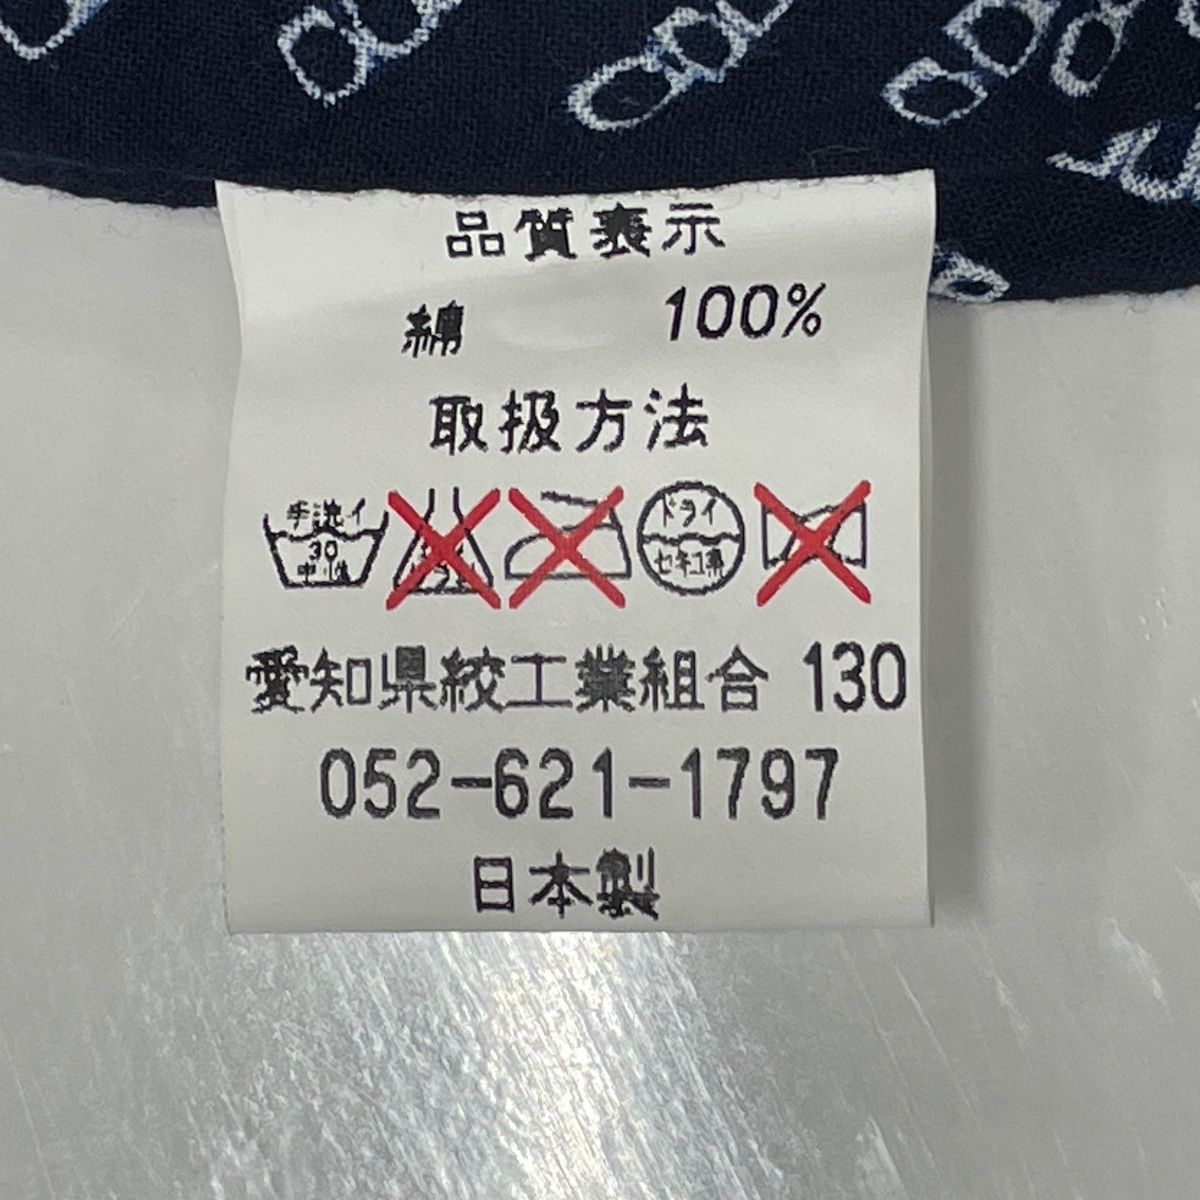 品質表示
綿 100%
取扱方法
手洗イ 30 中性 ドライ セキユ系
愛知県絞工業組合 130
052-621-1797
日本製